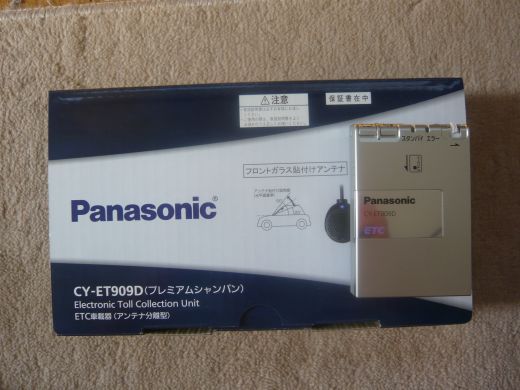 ⚠注意
保証書在中
フロントガラス貼付けアンテナ
Panasonic®
CY-ET909D(プレミアムシャンパン)
Electronic Toll Collection Unit
ETC車載器(アンテナ分離型)
スタンバイ エラー
Panasonic
CY-ET909D
ETC